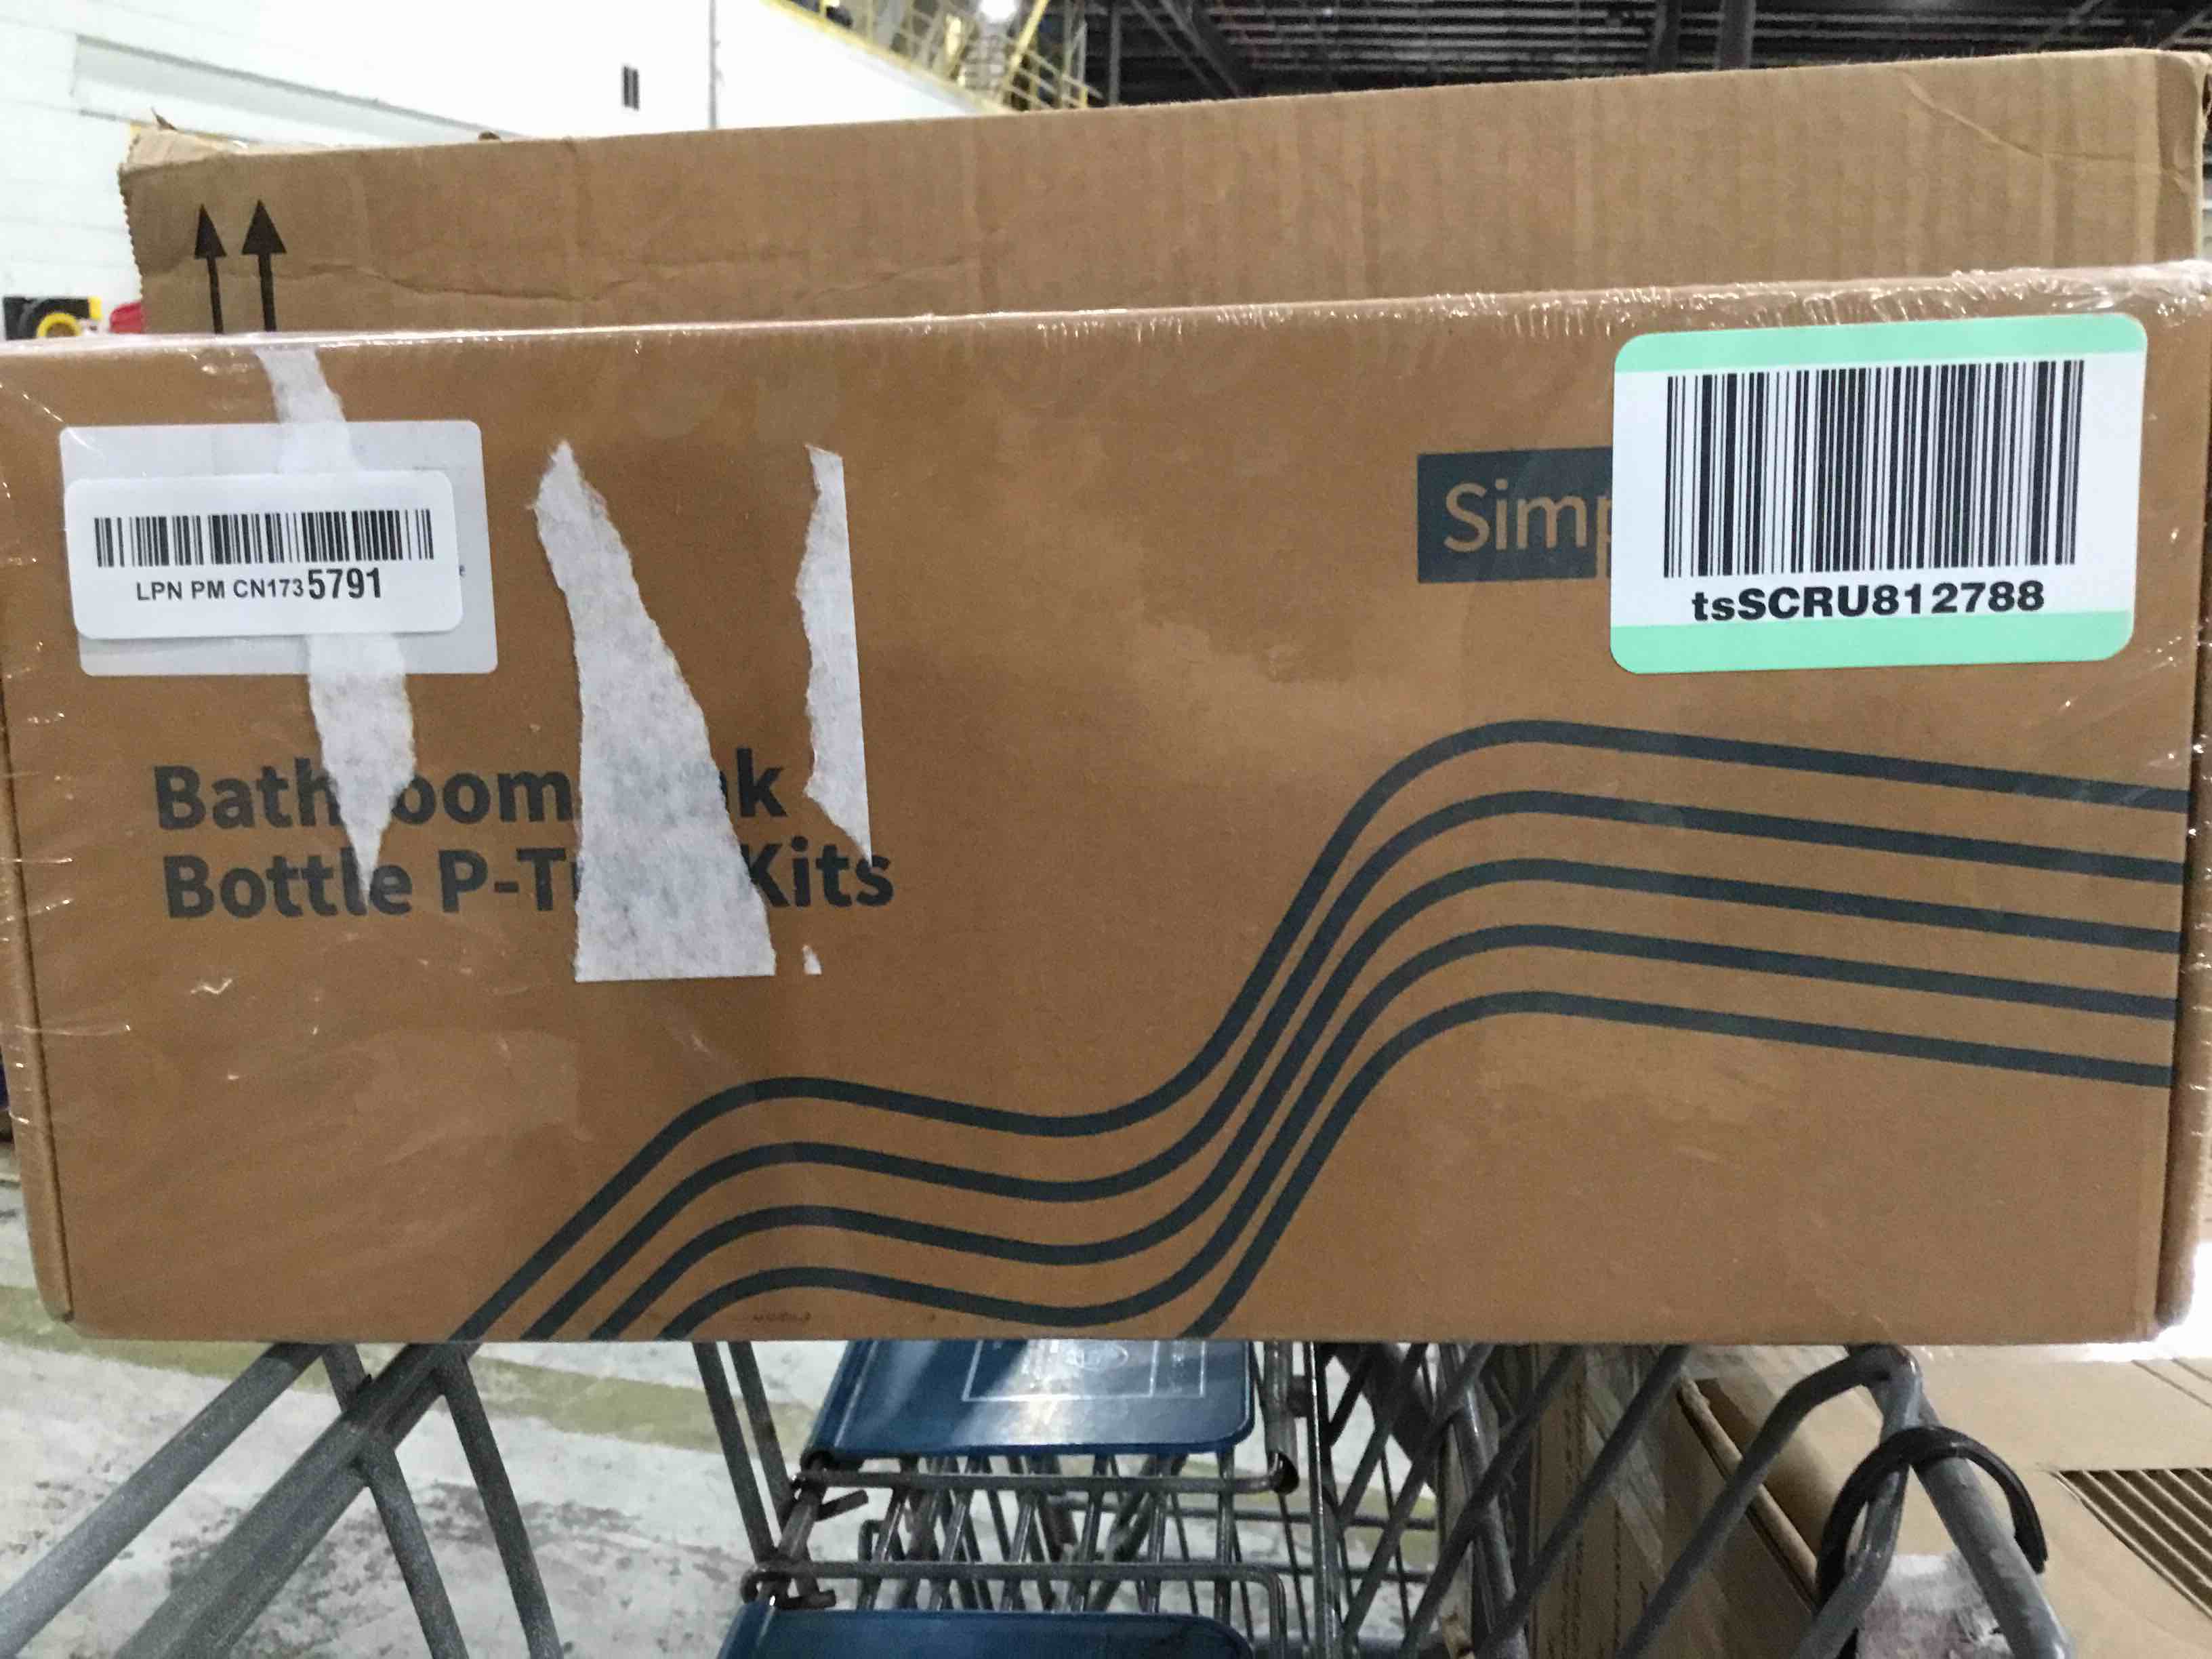 LPN PM CN1735791
Simp
tsSCRU812788
Bath oom k
Bottle P-T Kits